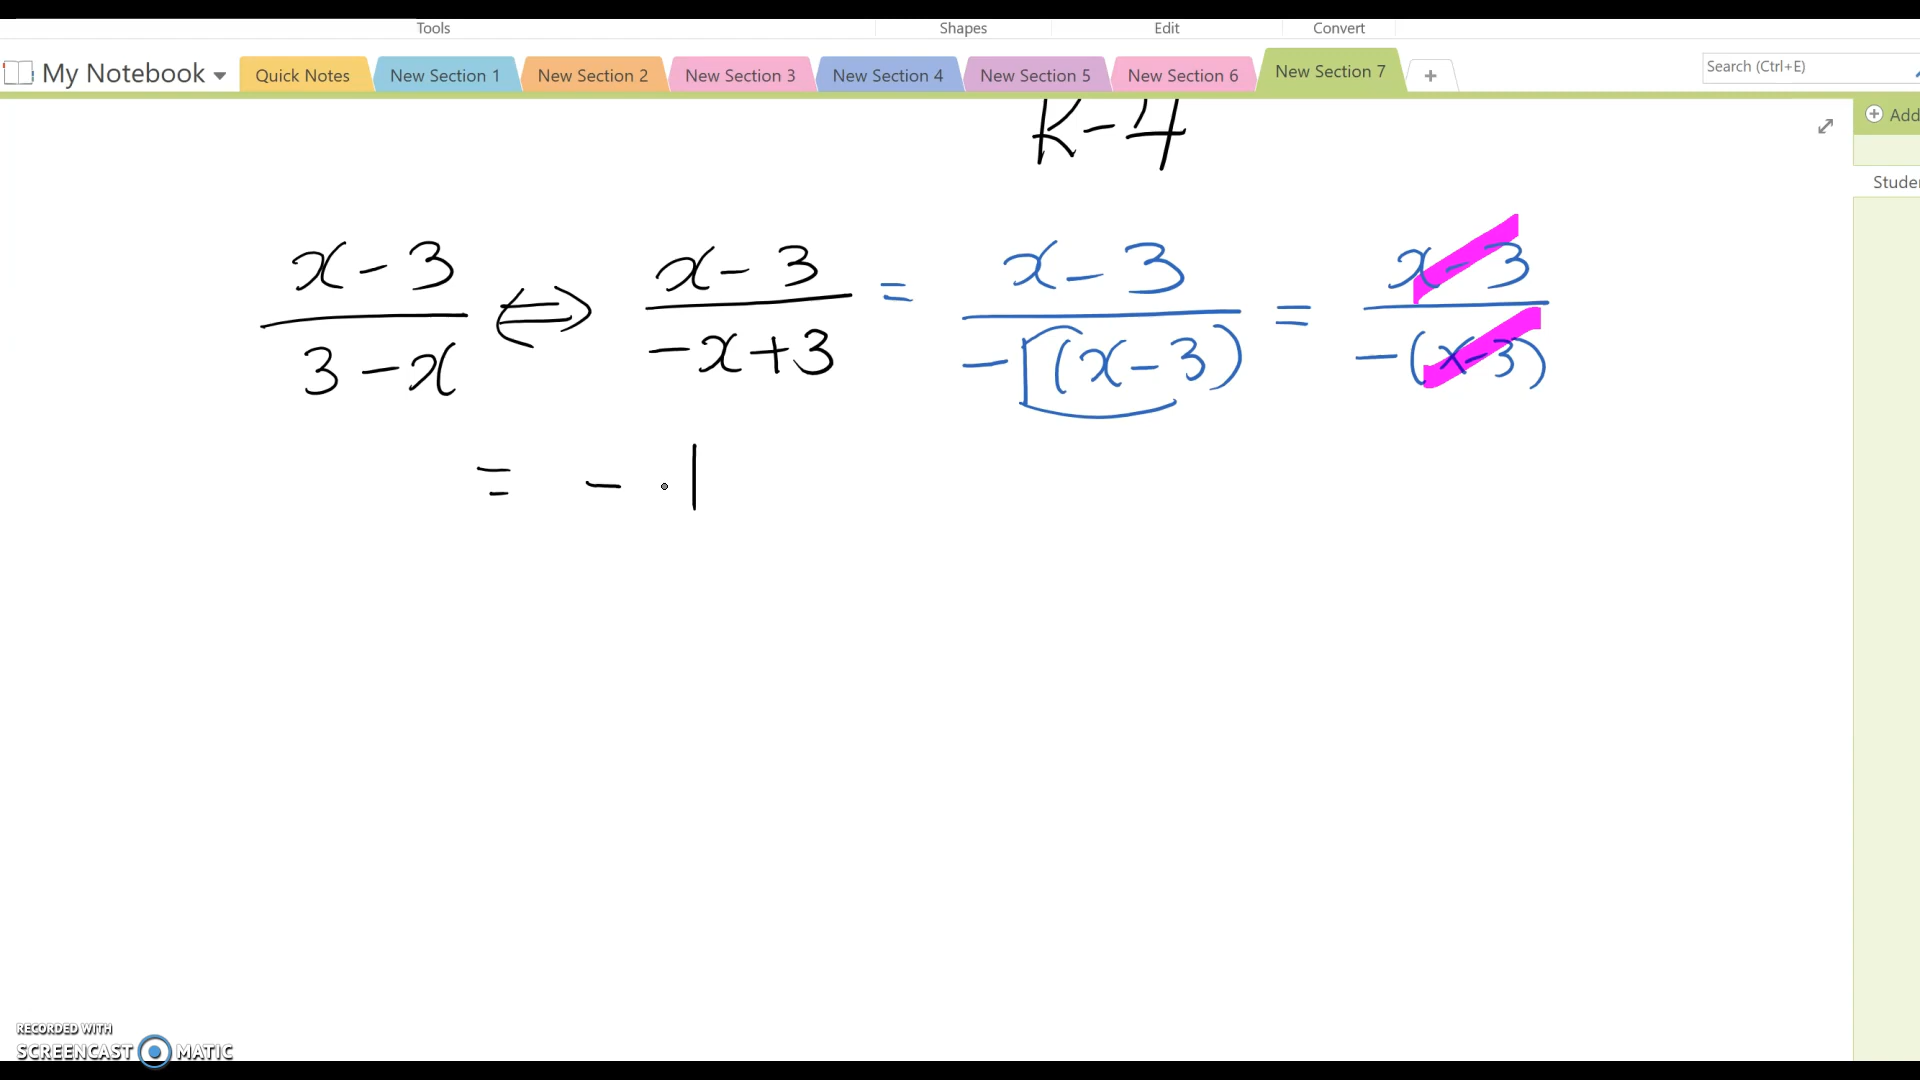 Tools Shapes Edit Convert
My Notebook Quick Notes New Section 1 New Section 2 New Section 3 New Section 4 New Section 5 New Section 6 New Section 7 + Search (Ctrl+E)
Add
K-4
Studen
x-3 / 3-x ⇔ x-3 / -x+3 = x-3 / -[(x-3) = x-3 / -(x-3)
= -1
RECORDED WITH
SCREENCAST MATIC